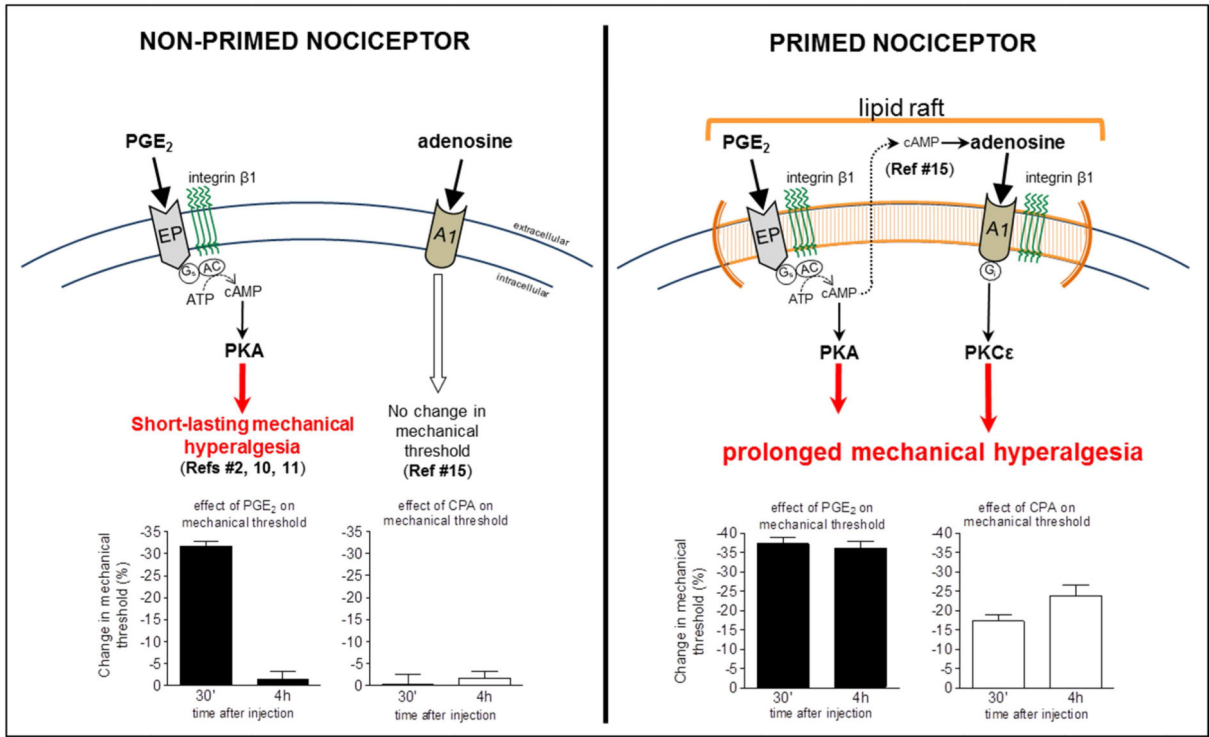 NON-PRIMED NOCICEPTOR
PGE₂
integrin β1
adenosine
EP
A1
extracellular
intracellular
Gₛ
AC
ATP
cAMP
PKA
Short-lasting mechanical
hyperalgesia
(Refs #2, 10, 11)
No change in
mechanical
threshold
(Ref #15)
effect of PGE₂ on
mechanical threshold
Change in mechanical
threshold (%)
-35
-30
-25
-20
-15
-10
-5
0
30'
4h
time after injection
effect of CPA on
mechanical threshold
-35
-30
-25
-20
-15
-10
-5
0
30'
4h
time after injection
PRIMED NOCICEPTOR
lipid raft
PGE₂
cAMP
adenosine
(Ref #15)
integrin β1
integrin β1
EP
A1
Gₛ
AC
Gᵢ
ATP
cAMP
PKA
PKCε
prolonged mechanical hyperalgesia
effect of PGE₂ on
mechanical threshold
Change in mechanical
threshold (%)
-40
-35
-30
-25
-20
-15
-10
-5
0
30'
4h
time after injection
effect of CPA on
mechanical threshold
-40
-35
-30
-25
-20
-15
-10
-5
0
30'
4h
time after injection